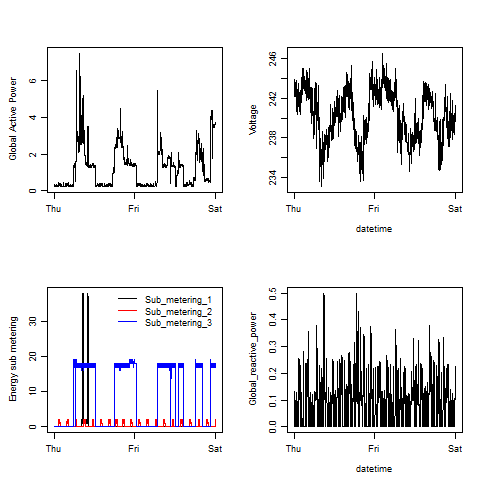 Global Active Power
6
4
2
0
Thu
Fri
Sat
Voltage
246
242
238
234
Thu
Fri
Sat
datetime
Energy sub metering
30
20
10
0
Sub_metering_1
Sub_metering_2
Sub_metering_3
Thu
Fri
Sat
Global_reactive_power
0.5
0.4
0.3
0.2
0.1
0.0
Thu
Fri
Sat
datetime